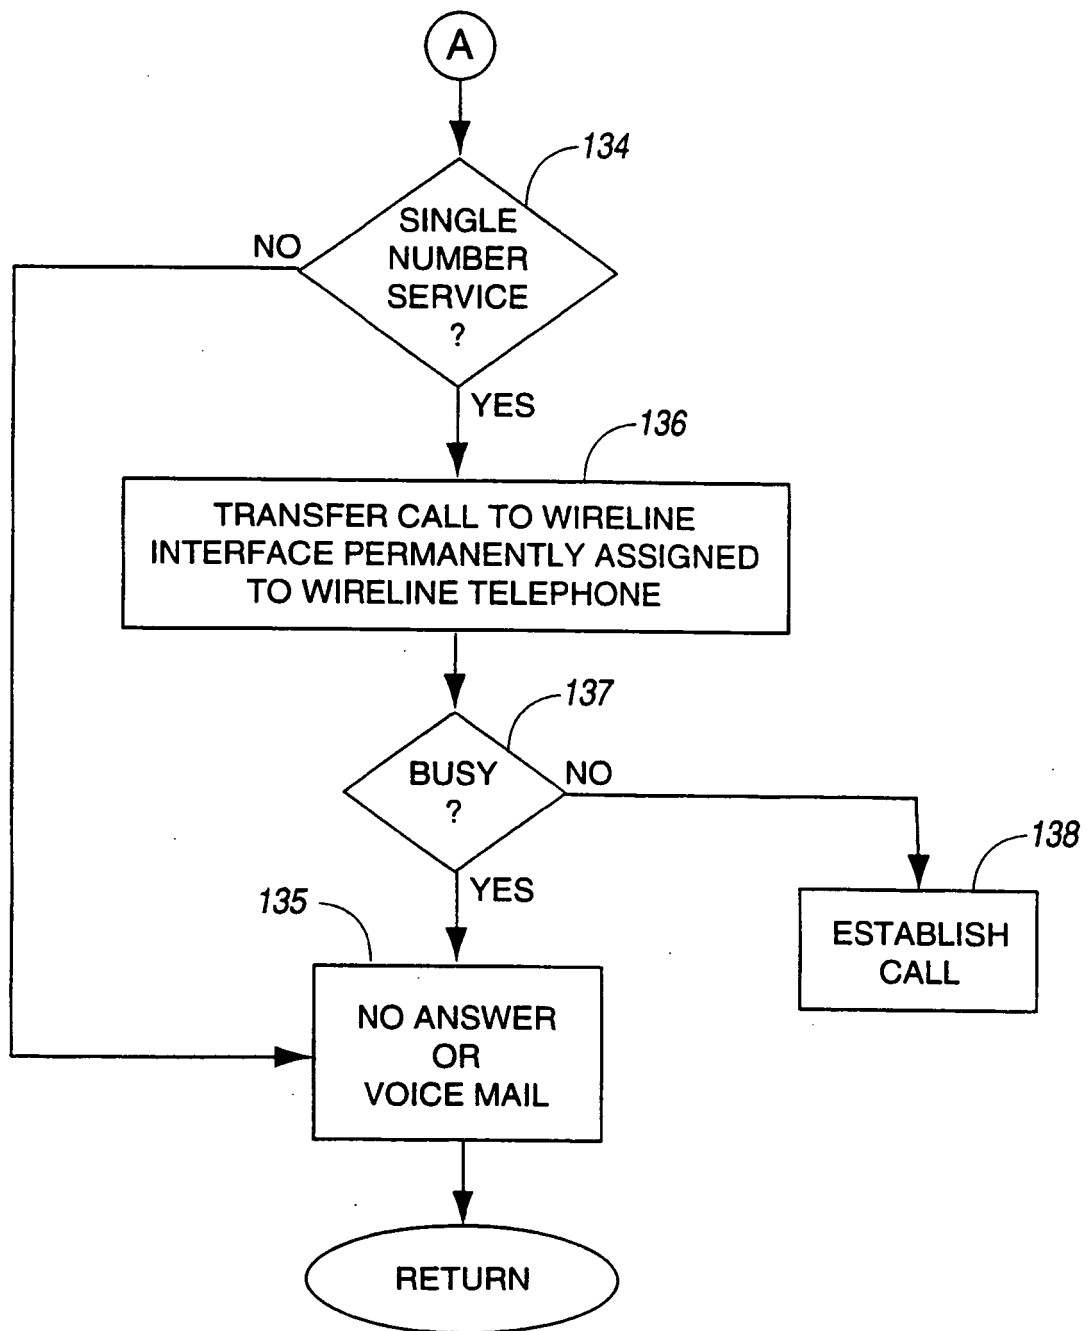 A
134
SINGLE
NUMBER
SERVICE
?
NO
YES
136
TRANSFER CALL TO WIRELINE
INTERFACE PERMANENTLY ASSIGNED
TO WIRELINE TELEPHONE
137
BUSY
?
NO
YES
138
ESTABLISH
CALL
135
NO ANSWER
OR
VOICE MAIL
RETURN